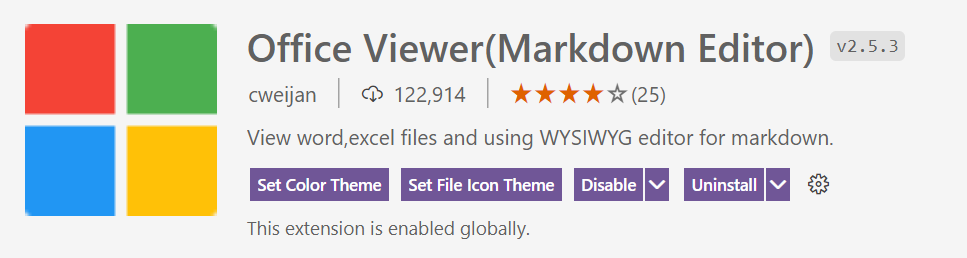 Office Viewer(Markdown Editor) v2.5.3
cweijan 122,914 (25)
View word,excel files and using WYSIWYG editor for markdown.
Set Color Theme Set File Icon Theme Disable Uninstall
This extension is enabled globally.